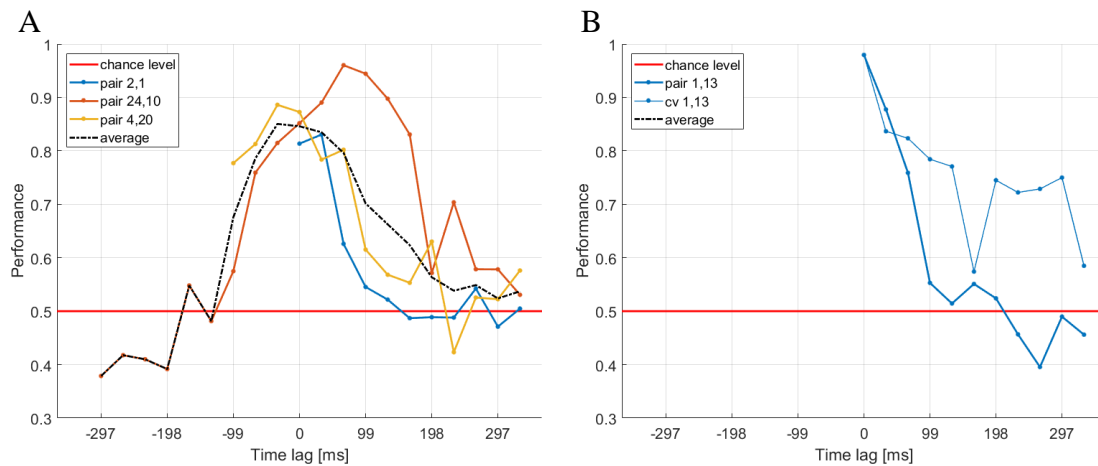 A
1
0.9
0.8
0.7
0.6
0.5
0.4
0.3
Performance
chance level
pair 2,1
pair 24,10
pair 4,20
average
-297 -198 -99 0 99 198 297
Time lag [ms]
B
1
0.9
0.8
0.7
0.6
0.5
0.4
0.3
Performance
chance level
pair 1,13
cv 1,13
average
-297 -198 -99 0 99 198 297
Time lag [ms]